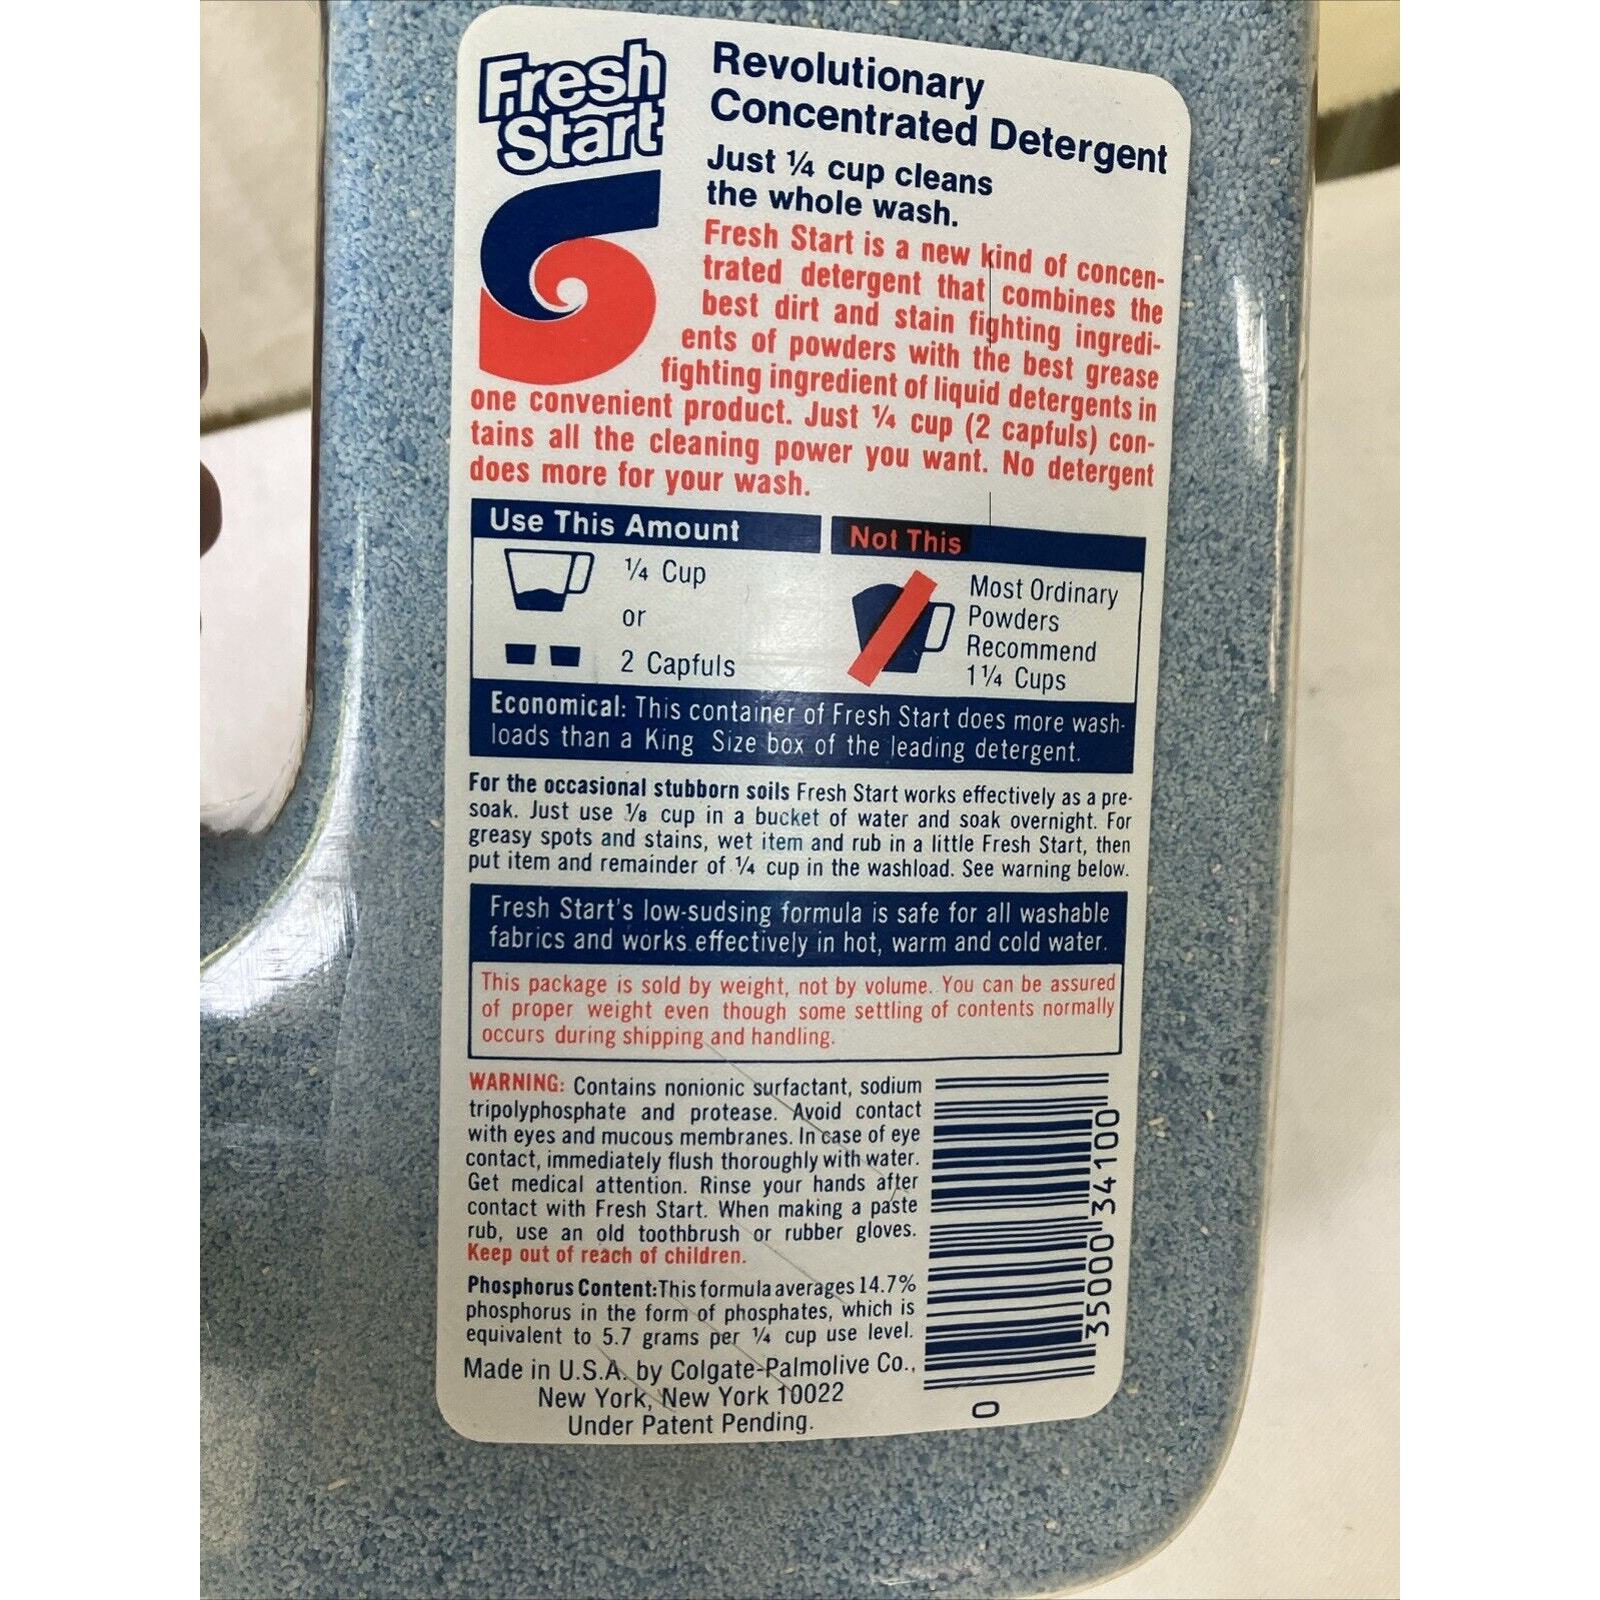 Fresh
Start
Revolutionary
Concentrated Detergent
Just ¼ cup cleans
the whole wash.
Fresh Start is a new kind of concen-
trated detergent that combines the
best dirt and stain fighting ingredi-
ents of powders with the best grease
fighting ingredient of liquid detergents in
one convenient product. Just ¼ cup (2 capfuls) con-
tains all the cleaning power you want. No detergent
does more for your wash.
Use This Amount
¼ Cup
or
2 Capfuls
Not This
Most Ordinary
Powders
Recommend
1¼ Cups
Economical: This container of Fresh Start does more wash-
loads than a King Size box of the leading detergent.
For the occasional stubborn soils Fresh Start works effectively as a pre-
soak. Just use ⅛ cup in a bucket of water and soak overnight. For
greasy spots and stains, wet item and rub in a little Fresh Start, then
put item and remainder of ¼ cup in the washload. See warning below.
Fresh Start's low-sudsing formula is safe for all washable
fabrics and works effectively in hot, warm and cold water.
This package is sold by weight, not by volume. You can be assured
of proper weight even though some settling of contents normally
occurs during shipping and handling.
WARNING: Contains nonionic surfactant, sodium
tripolyphosphate and protease. Avoid contact
with eyes and mucous membranes. In case of eye
contact, immediately flush thoroughly with water.
Get medical attention. Rinse your hands after
contact with Fresh Start. When making a paste
rub, use an old toothbrush or rubber gloves.
Keep out of reach of children.
Phosphorus Content: This formula averages 14.7%
phosphorus in the form of phosphates, which is
equivalent to 5.7 grams per ¼ cup use level.
Made in U.S.A. by Colgate-Palmolive Co.,
New York, New York 10022
Under Patent Pending.
0 35000 34100